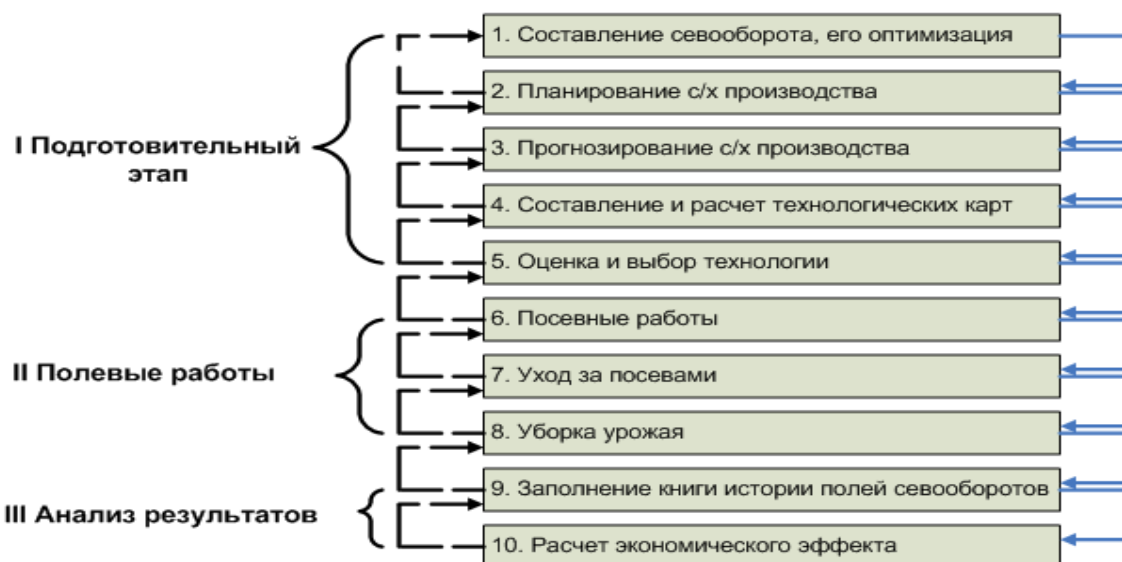 1. Составление севооборота, его оптимизация
2. Планирование с/х производства
I Подготовительный
этап
3. Прогнозирование с/х производства
4. Составление и расчет технологических карт
5. Оценка и выбор технологии
6. Посевные работы
II Полевые работы
7. Уход за посевами
8. Уборка урожая
9. Заполнение книги истории полей севооборотов
III Анализ результатов
10. Расчет экономического эффекта